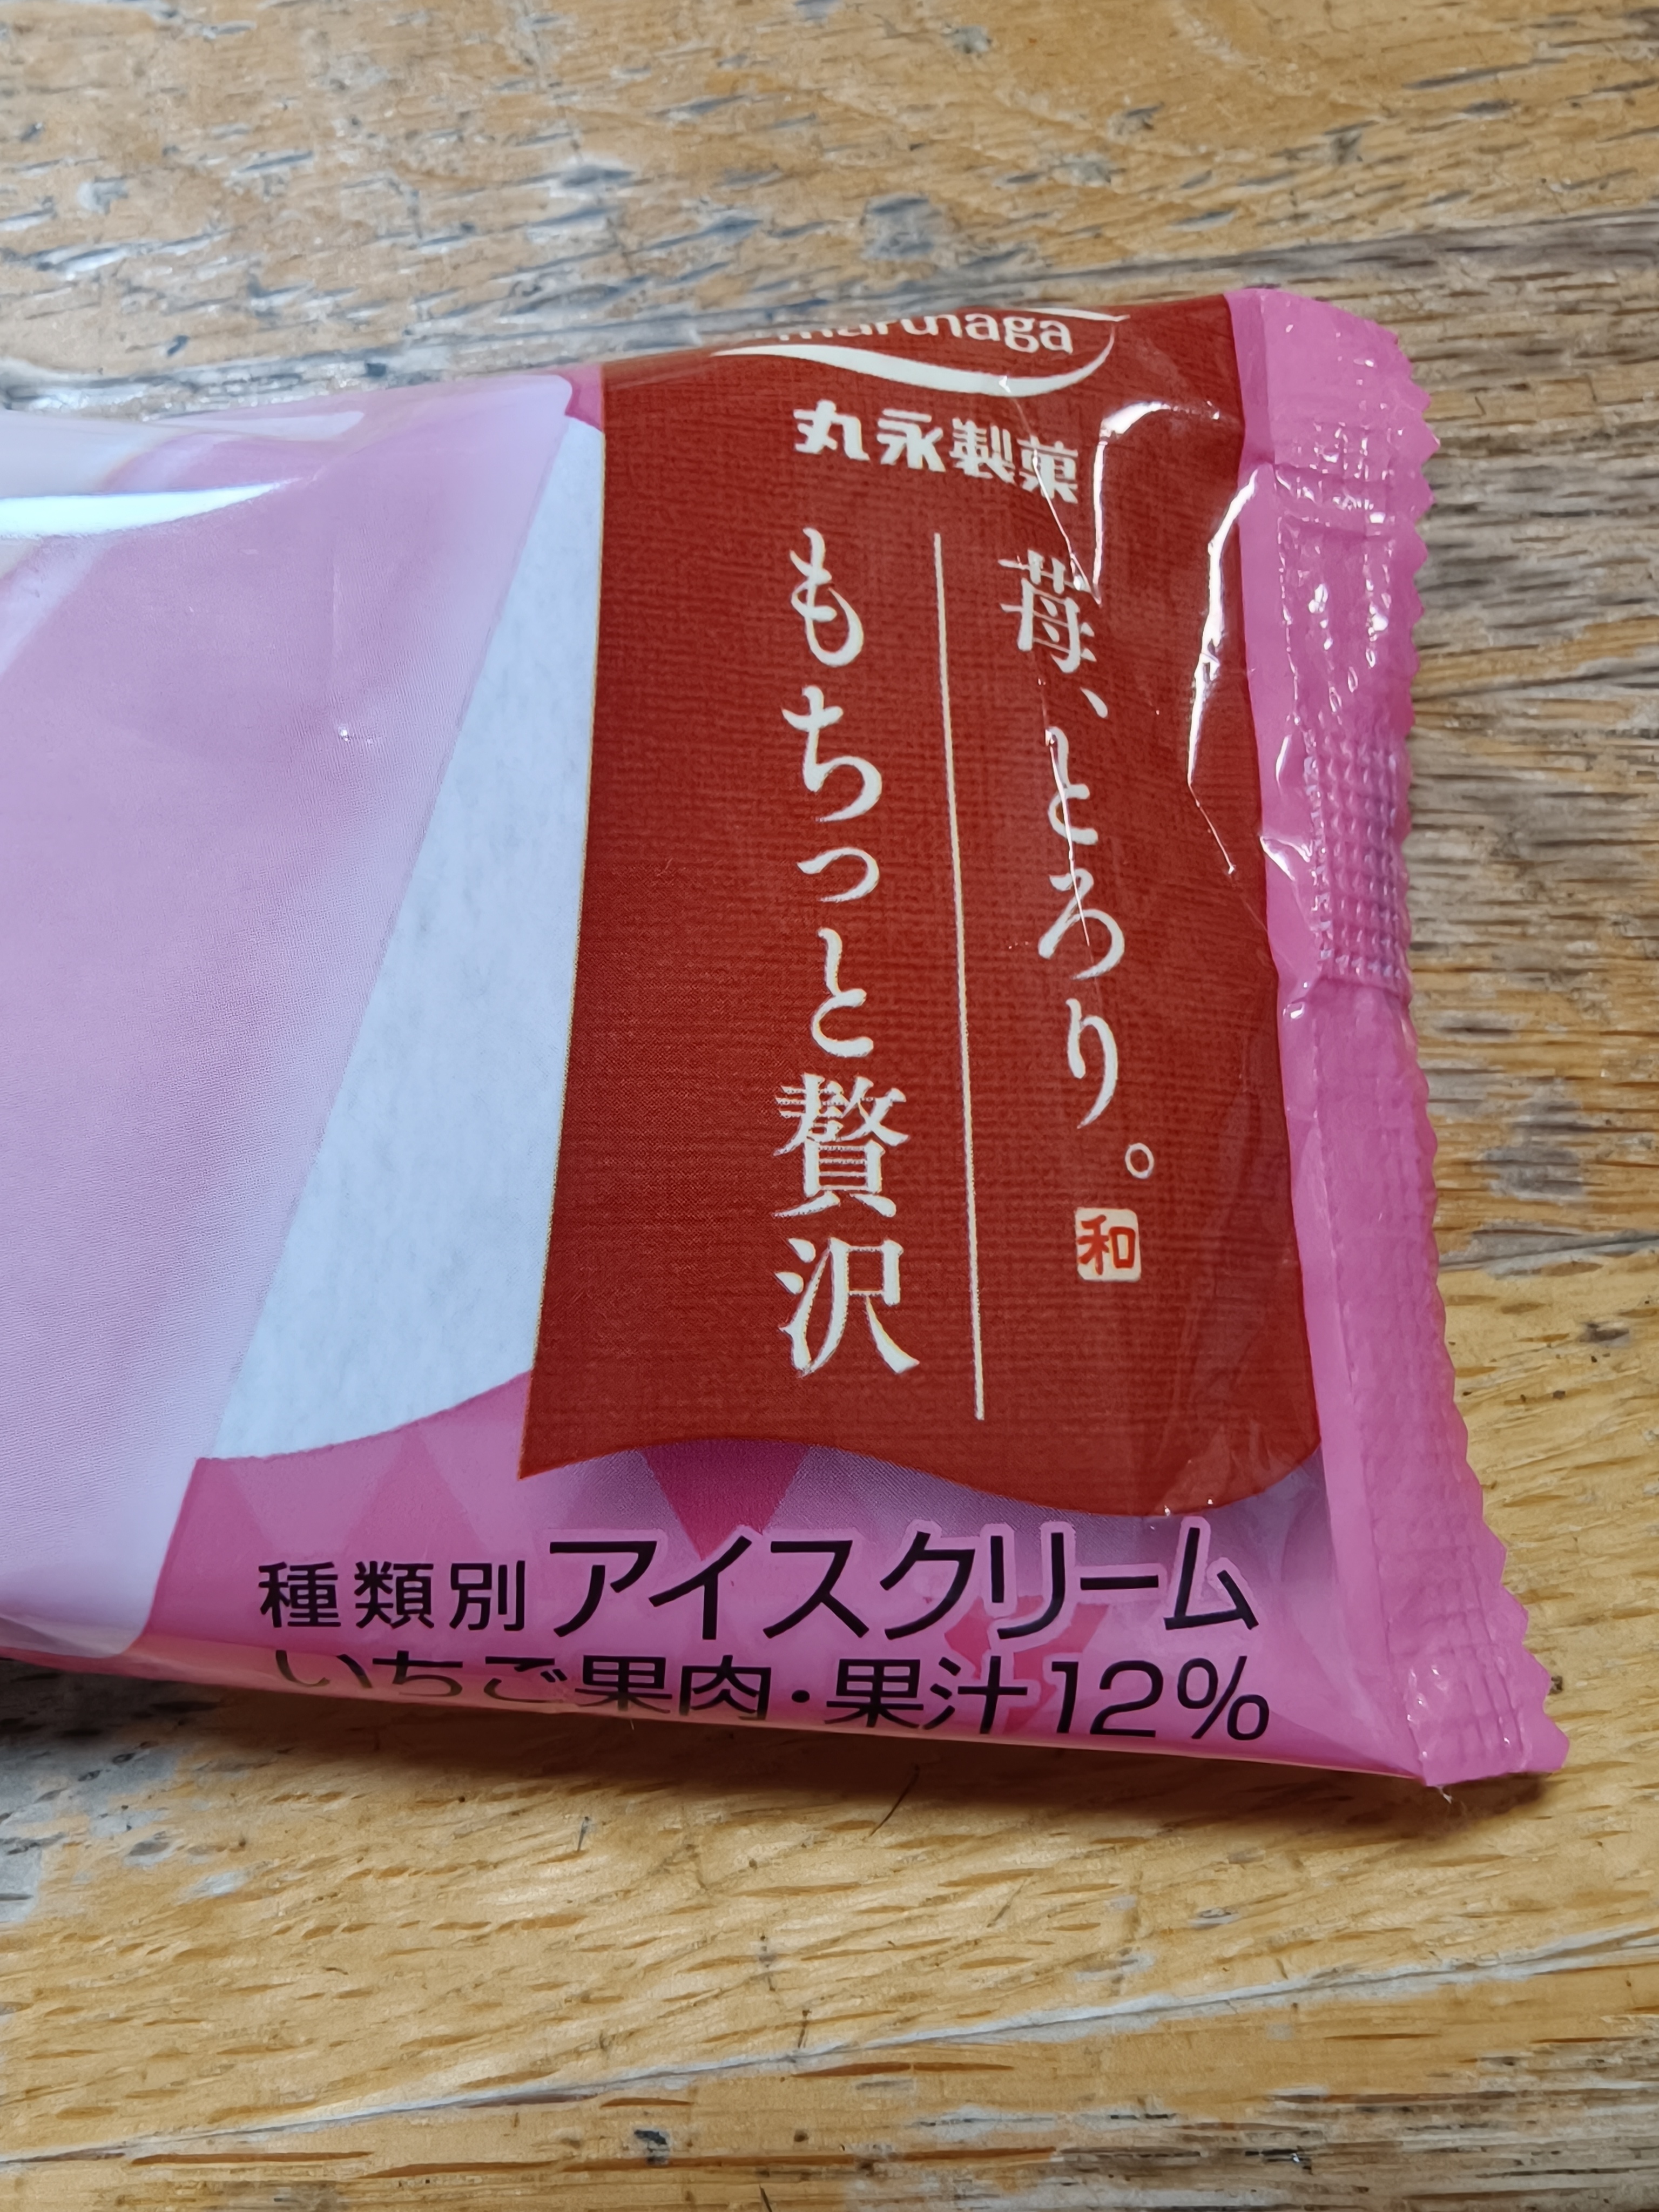 marunaga
丸永製菓
苺、とろり。
和
もちっと贅沢
種類別アイスクリーム
いちご果肉・果汁12%